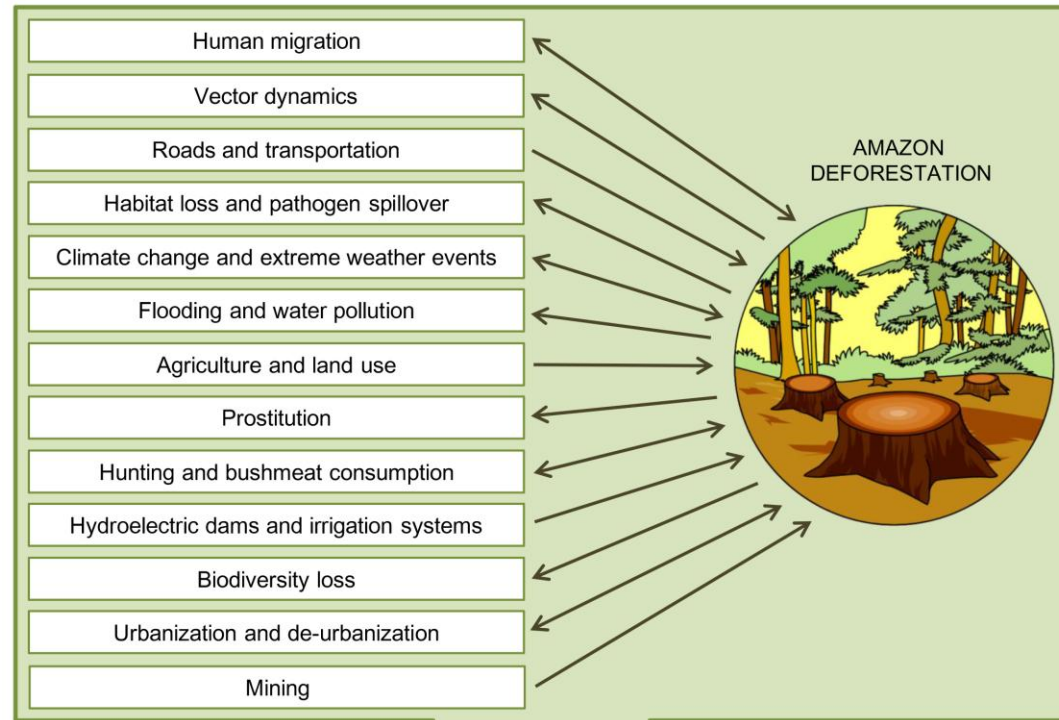 Human migration
Vector dynamics
Roads and transportation
Habitat loss and pathogen spillover
Climate change and extreme weather events
Flooding and water pollution
Agriculture and land use
Prostitution
Hunting and bushmeat consumption
Hydroelectric dams and irrigation systems
Biodiversity loss
Urbanization and de-urbanization
Mining
AMAZON
DEFORESTATION